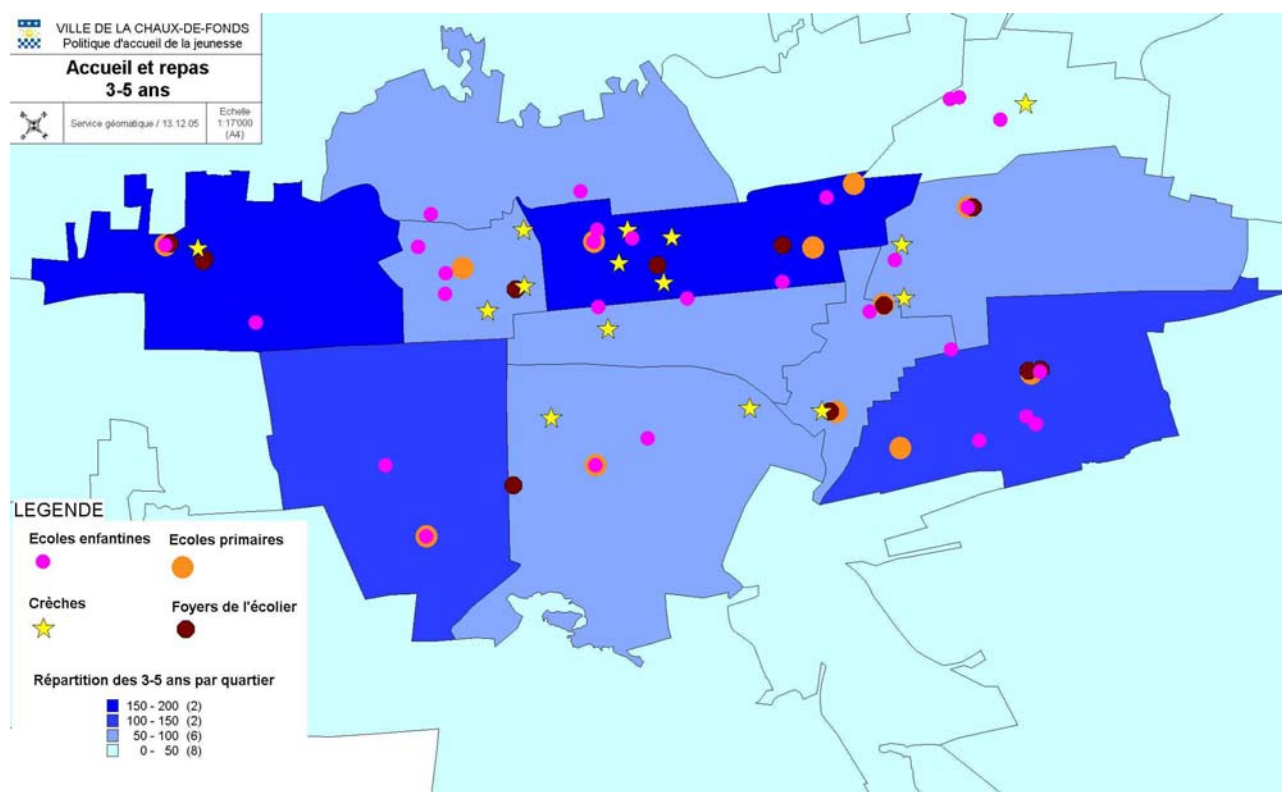 VILLE DE LA CHAUX-DE-FONDS
Politique d'accueil de la jeunesse
Accueil et repas
3-5 ans
Service géomatique / 13.12.05
Echelle
1:17'000
(A4)
LEGENDE
Ecoles enfantines
Ecoles primaires
Crèches
Foyers de l'écolier
Répartition des 3-5 ans par quartier
150 - 200 (2)
100 - 150 (2)
50 - 100 (6)
0 - 50 (8)